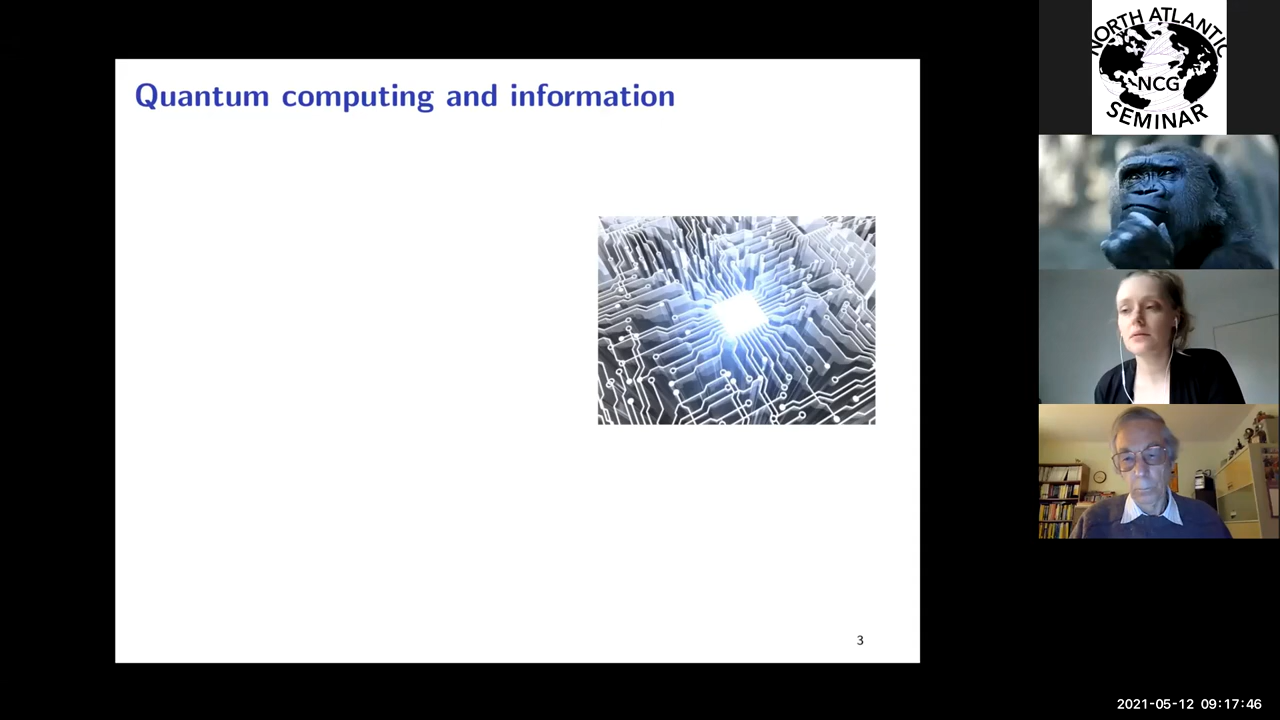 Quantum computing and information
3
NORTH ATLANTIC
NCG
SEMINAR
2021-05-12 09:17:46